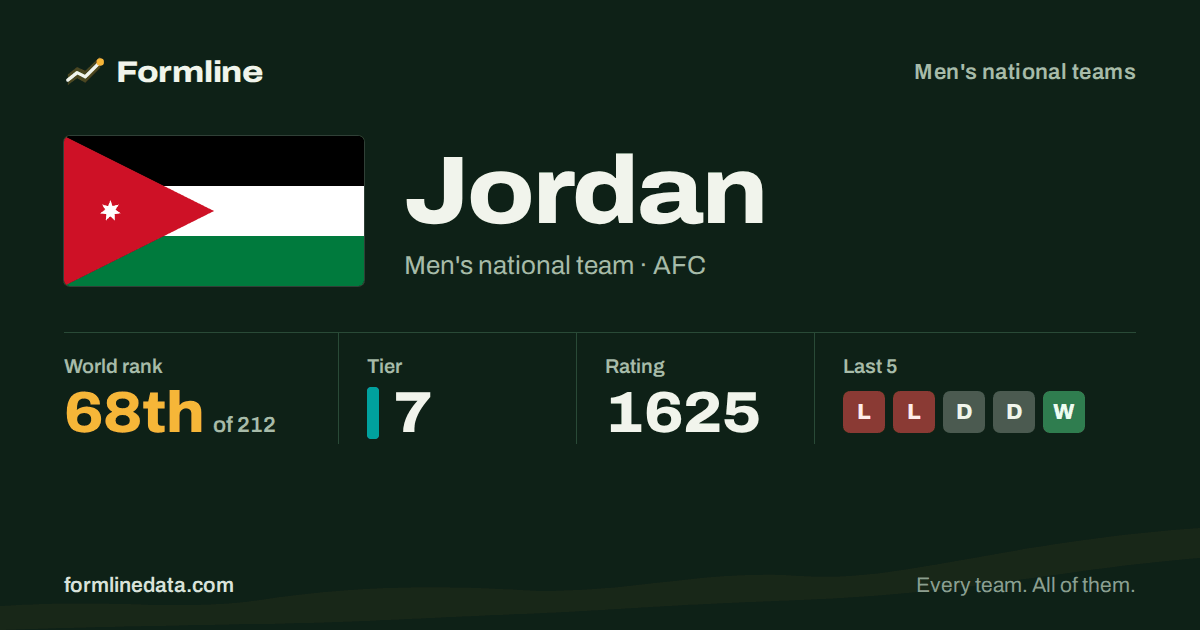 Formline
Men's national teams
Jordan
Men's national team · AFC
World rank
68th of 212
Tier
7
Rating
1625
Last 5
L L D D W
formlinedata.com
Every team. All of them.